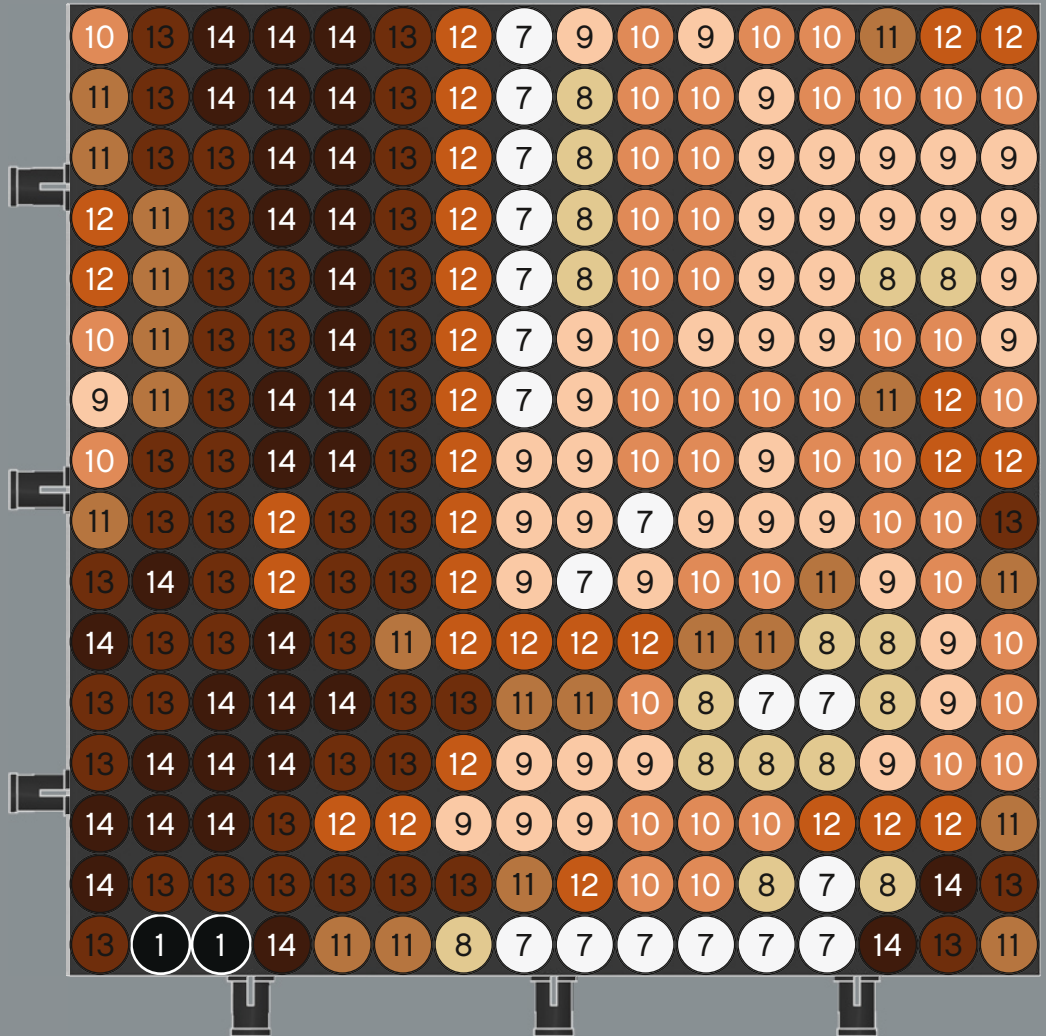 10 13 14 14 14 13 12 7 9 10 9 10 10 11 12 12
11 13 14 14 14 13 12 7 8 10 10 9 10 10 10 10
11 13 13 14 14 13 12 7 8 10 10 9 9 9 9 9
12 11 13 14 14 13 12 7 8 10 10 9 9 9 9 9
12 11 13 13 14 13 12 7 8 10 10 9 9 8 8 9
10 11 13 13 14 13 12 7 9 10 9 9 9 10 10 9
9 11 13 14 14 13 12 7 9 10 10 10 10 11 12 10
10 13 13 14 14 13 12 9 9 10 10 9 10 10 12 12
11 13 13 12 13 13 12 9 9 7 9 9 9 10 10 13
13 14 13 12 13 13 12 9 7 9 10 10 11 9 10 11
14 13 13 14 13 11 12 12 12 12 11 11 8 8 9 10
13 13 14 14 14 13 13 11 11 10 8 7 7 8 9 10
13 14 14 14 13 13 12 9 9 9 8 8 8 9 10 10
14 14 14 13 12 12 9 9 9 10 10 10 12 12 12 11
14 13 13 13 13 13 13 11 12 10 10 8 7 8 14 13
13 1 1 14 11 11 8 7 7 7 7 7 7 14 13 11